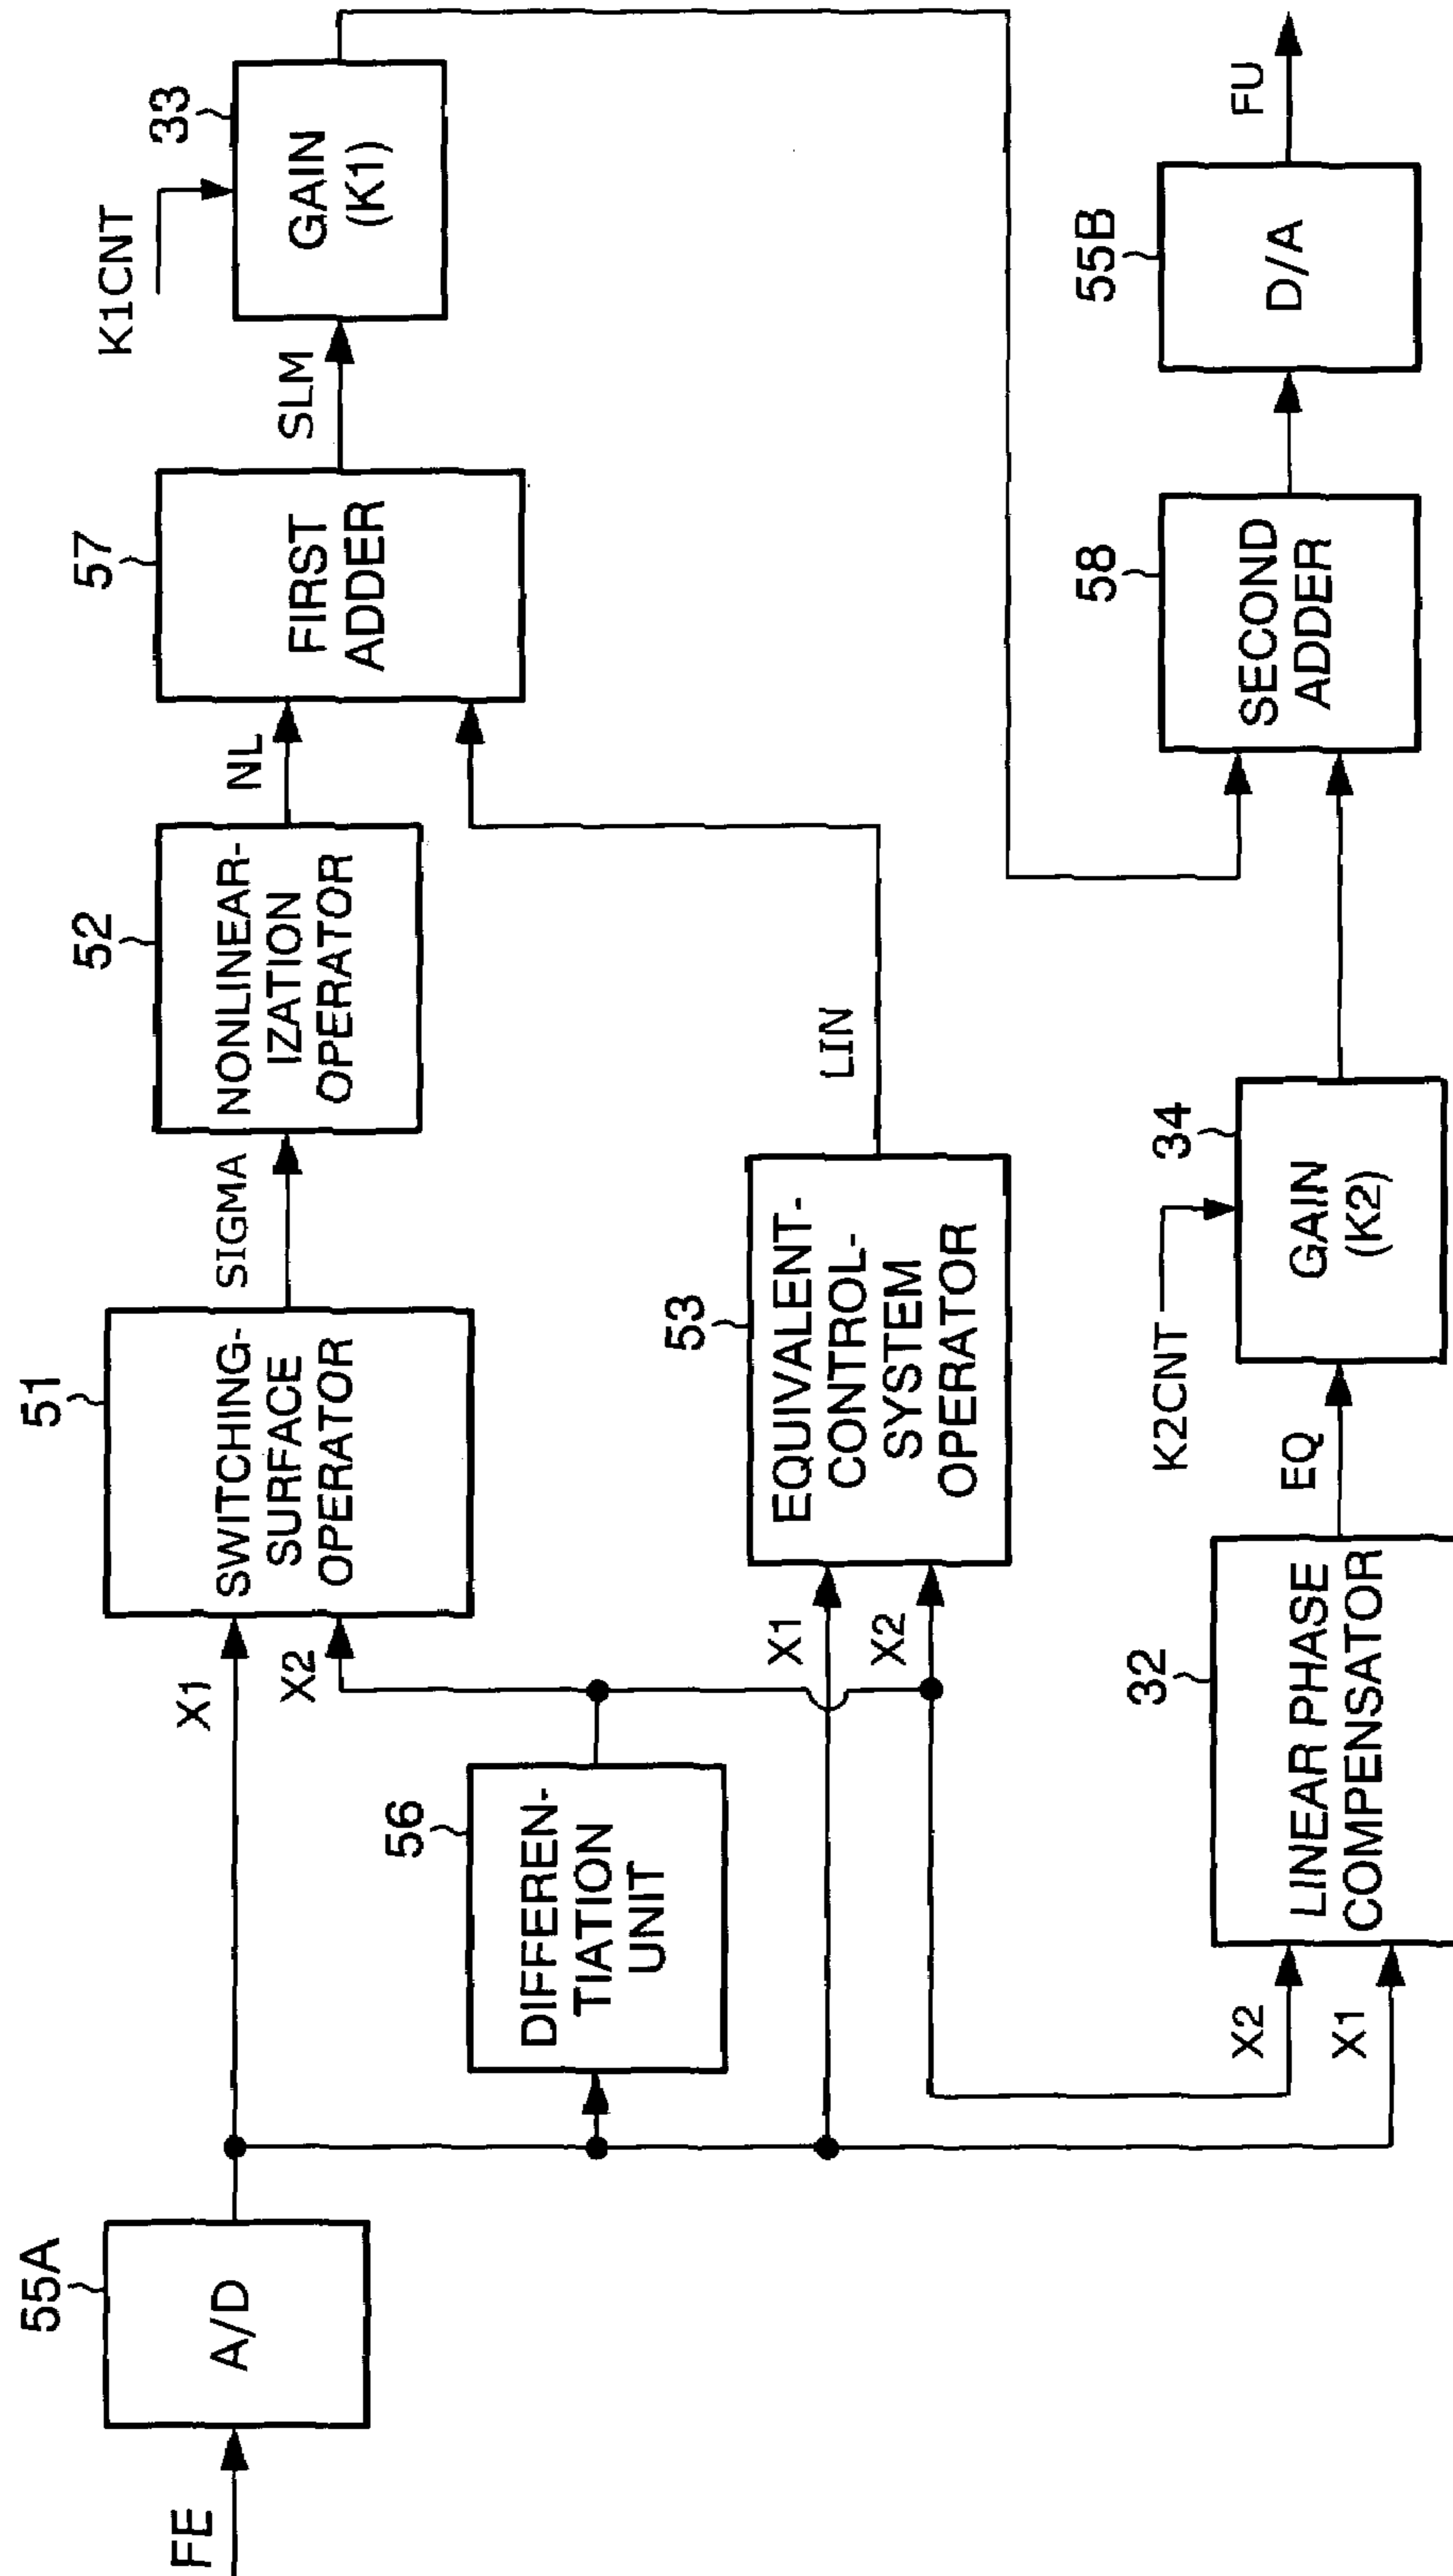 FE
55A
A/D
X1
X2
51
SWITCHING-
SURFACE
OPERATOR
SIGMA
52
NONLINEAR-
IZATION
OPERATOR
NL
57
FIRST
ADDER
SLM
K1CNT
33
GAIN
(K1)
56
DIFFEREN-
TIATION
UNIT
X1
X2
53
EQUIVALENT-
CONTROL-
SYSTEM
OPERATOR
LIN
X2
X1
32
LINEAR PHASE
COMPENSATOR
EQ
K2CNT
34
GAIN
(K2)
58
SECOND
ADDER
55B
D/A
FU